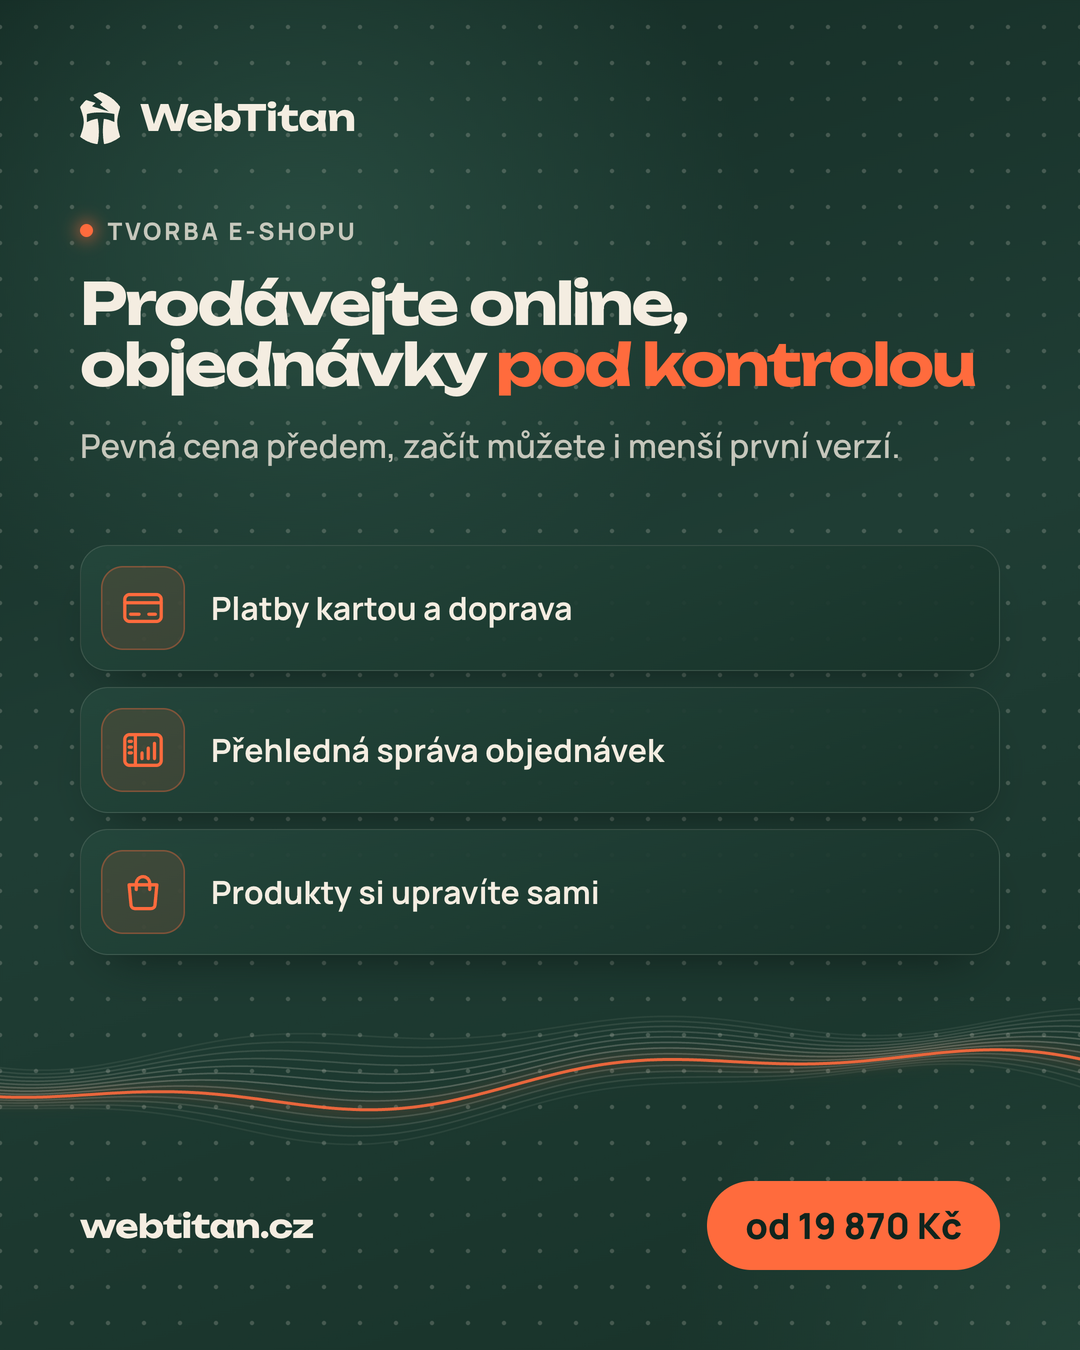 WebTitan
TVORBA E-SHOPU
Prodávejte online,
objednávky pod kontrolou
Pevná cena předem, začít můžete i menší první verzí.
Platby kartou a doprava
Přehledná správa objednávek
Produkty si upravíte sami
webtitan.cz
od 19 870 Kč